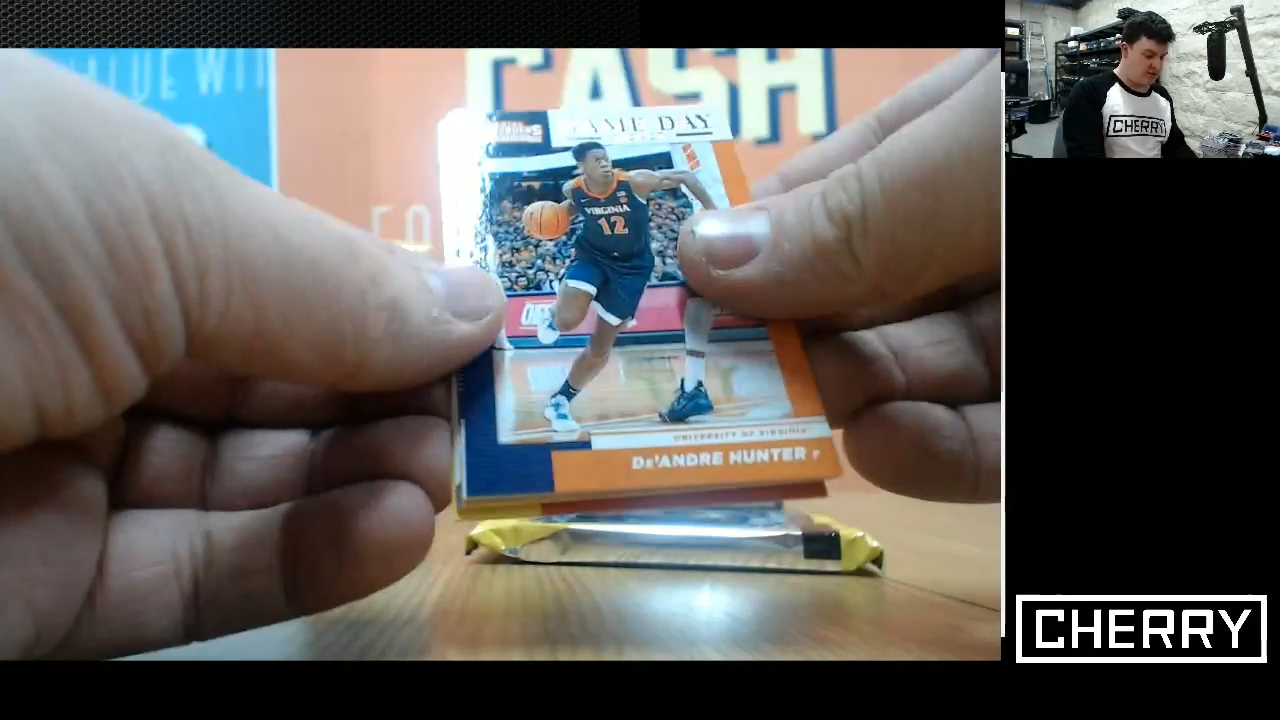 CASH
GAME DAY
VIRGINIA
12
UNIVERSITY OF VIRGINIA
DE'ANDRE HUNTER F
CHERRY
CHERRY